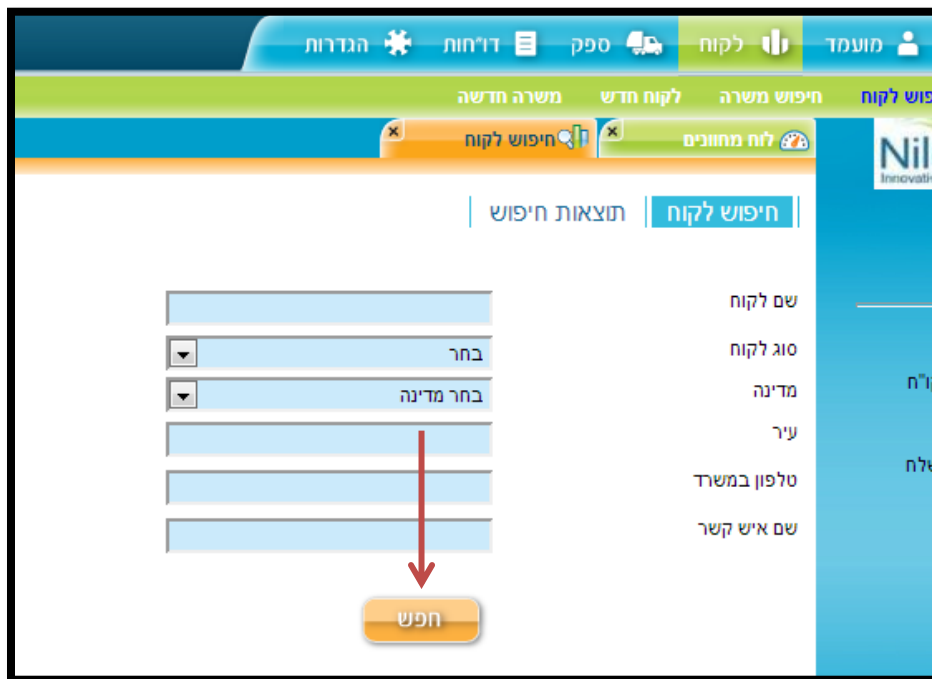 מועמד לקוח ספק דו״חות הגדרות
לקוח חיפוש משרה לקוח חדש משרה חדשה
לוח מחוונים חיפוש לקוח
Nil
חיפוש לקוח תוצאות חיפוש
שם לקוח
סוג לקוח בחר
מדינה בחר מדינה
עיר
טלפון במשרד
שם איש קשר
חפש